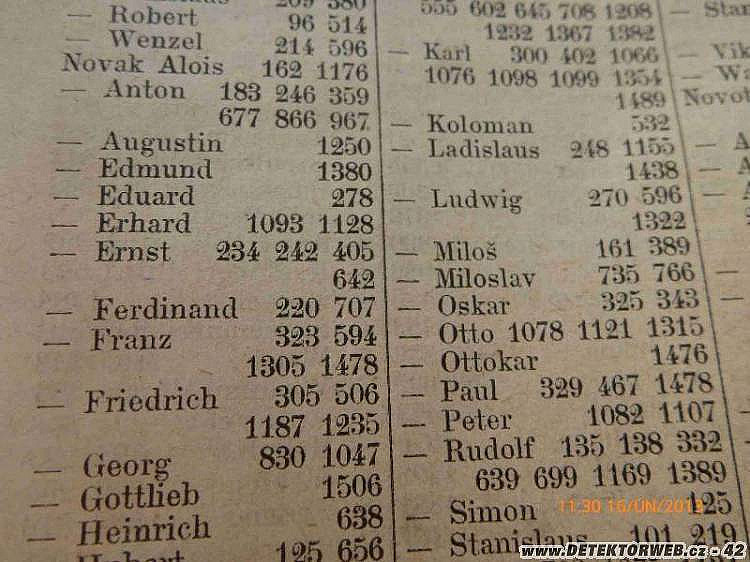 — Robert 96 514
— Wenzel 214 596
Novak Alois 162 1176
— Anton 183 246 359
677 866 967
— Augustin 1250
— Edmund 1380
— Eduard 278
— Erhard 1093 1128
— Ernst 234 242 405
642
— Ferdinand 220 707
— Franz 323 594
1305 1478
— Friedrich 305 506
1187 1235
— Georg 830 1047
— Gottlieb 1506
— Heinrich 638
125 656
555 602 645 708 1208
1232 1367 1382
— Karl 300 402 1066
1076 1098 1099 1354
1489
— Koloman 532
— Ladislaus 248 1155
1438
— Ludwig 270 596
1322
— Miloš 161 389
— Miloslav 735 766
— Oskar 325 343
— Otto 1078 1121 1315
— Ottokar 1476
— Paul 329 467 1478
— Peter 1082 1107
— Rudolf 135 138 332
639 699 1169 1389
— Simon 125
— Stanislaus 101 219
11:30 16/ÚN/2013
www.DETEKTORWEB.cz - 42